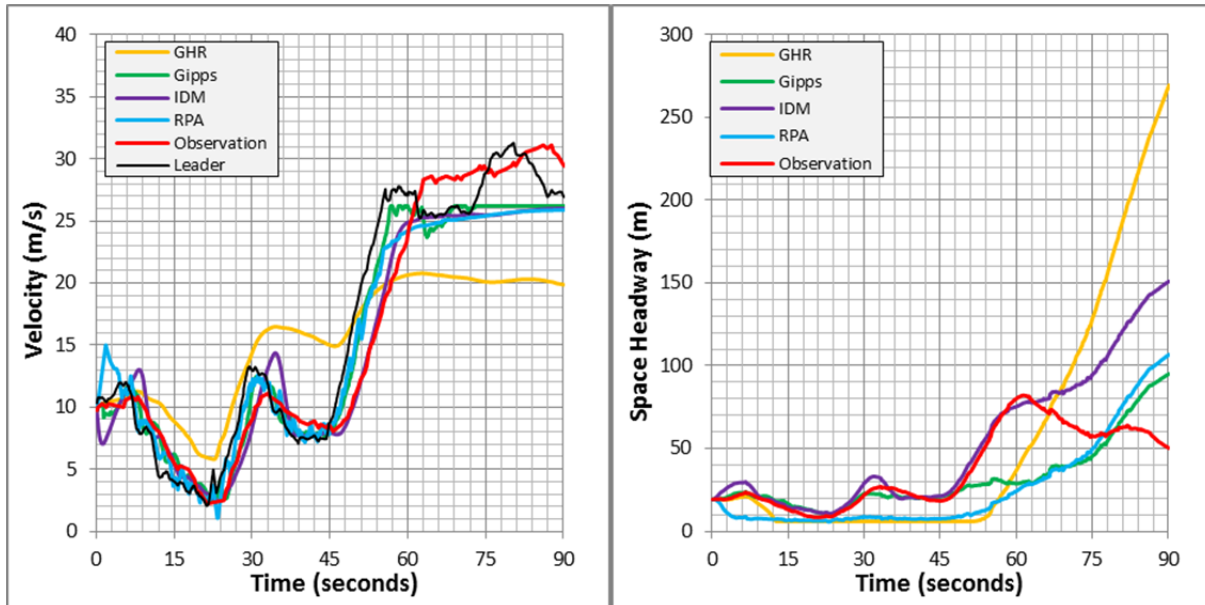 40
35
30
25
20
15
10
5
0
Velocity (m/s)
GHR
Gipps
IDM
RPA
Observation
Leader
0 15 30 45 60 75 90
Time (seconds)
300
250
200
150
100
50
0
Space Headway (m)
GHR
Gipps
IDM
RPA
Observation
0 15 30 45 60 75 90
Time (seconds)